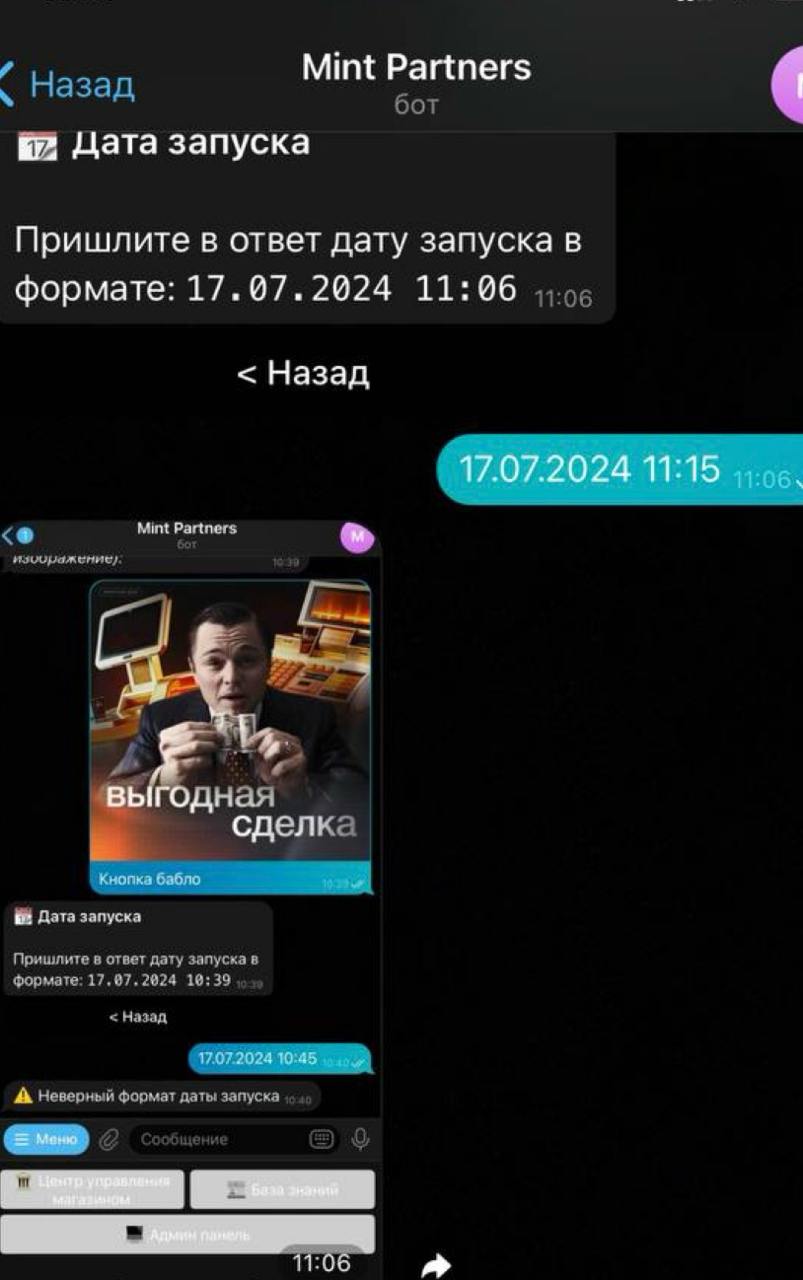 Назад
Mint Partners
бот
17 Дата запуска
Пришлите в ответ дату запуска в
формате: 17.07.2024 11:06 11:06
< Назад
17.07.2024 11:15 11:06
1
Mint Partners
бот
M
изображение):
10:39
выгодная
сделка
Кнопка бабло 10:39
Дата запуска
Пришлите в ответ дату запуска в
формате: 17.07.2024 10:39 10:39
< Назад
17.07.2024 10:45 10:40
Неверный формат даты запуска 10:40
Меню
Сообщение
Центр управления
магазином
База знаний
Админ панель
11:06